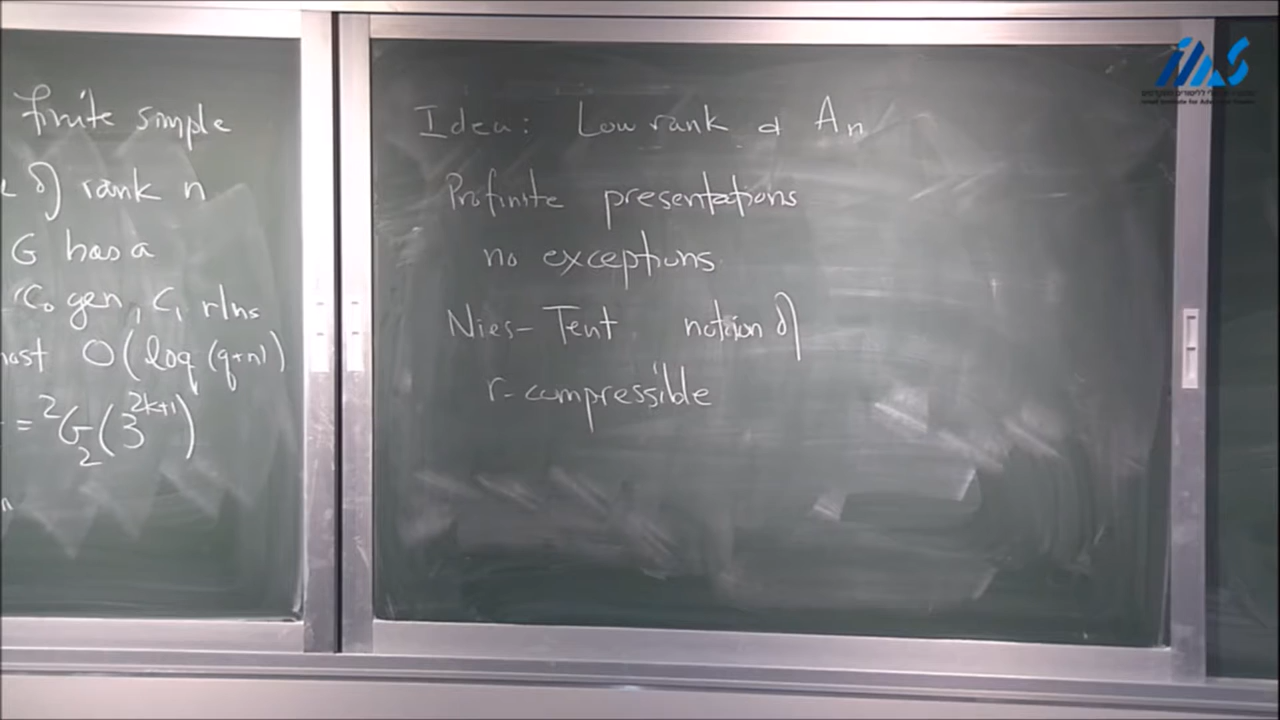 finite simple
of rank n
G has a
C₀ gen, C₁ rlns
most O(log(q+n))
= ²G₂(3^{2k+1})
n
Idea: Low rank & Aₙ
Profinite presentations
no exceptions
Nies-Tent notion of
r-compressible